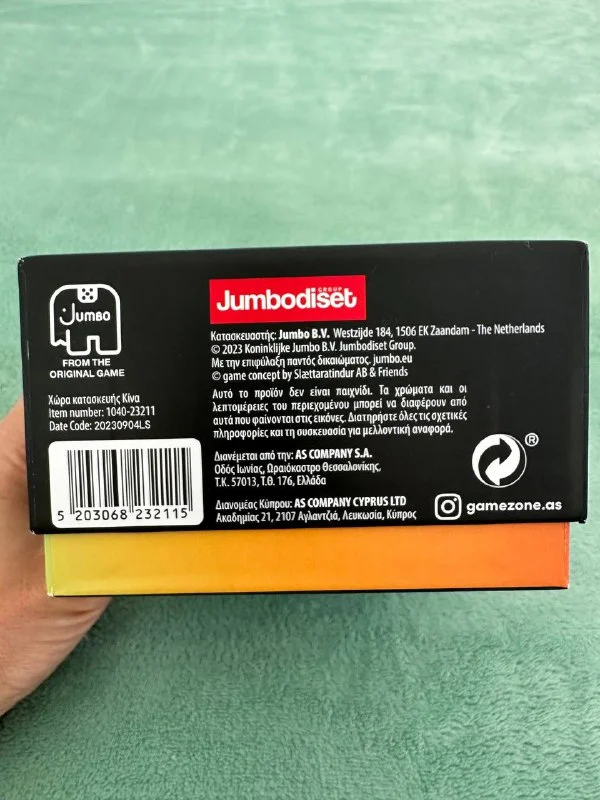 Jumbo
FROM THE
ORIGINAL GAME
Χώρα κατασκευής Κίνα
Item number: 1040-23211
Date Code: 20230904LS
5 203068 232115
GROUP
Jumbodiset
Κατασκευαστής: Jumbo B.V. Westzijde 184, 1506 EK Zaandam - The Netherlands
© 2023 Koninklijke Jumbo B.V. Jumbodiset Group.
Με την επιφύλαξη παντός δικαιώματος. jumbo.eu
© game concept by Slættaratindur AB & Friends
Αυτό το προϊόν δεν είναι παιχνίδι. Τα χρώματα και οι
λεπτομέρειες του περιεχομένου μπορεί να διαφέρουν από
αυτά που φαίνονται στις εικόνες. Διατηρήστε όλες τις σχετικές
πληροφορίες και τη συσκευασία για μελλοντική αναφορά.
Διανέμεται από την: AS COMPANY S.A.
Οδός Ιωνίας, Ωραιόκαστρο Θεσσαλονίκης,
Τ.Κ. 57013, Τ.Θ. 176, Ελλάδα
Διανομέας Κύπρου: AS COMPANY CYPRUS LTD
Ακαδημίας 21, 2107 Αγλαντζιά, Λευκωσία, Κύπρος
®
gamezone.as